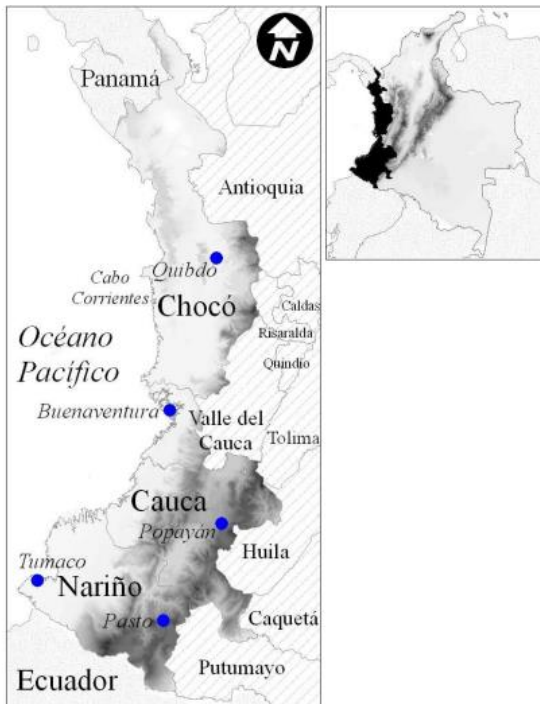 N
Panamá
Antioquia
Quibdo
Cabo
Corrientes
Chocó
Caldas
Risaralda
Quindío
Océano
Pacífico
Buenaventura
Valle del
Cauca
Tolima
Cauca
Popayán
Huila
Tumaco
Nariño
Pasto
Caquetá
Putumayo
Ecuador